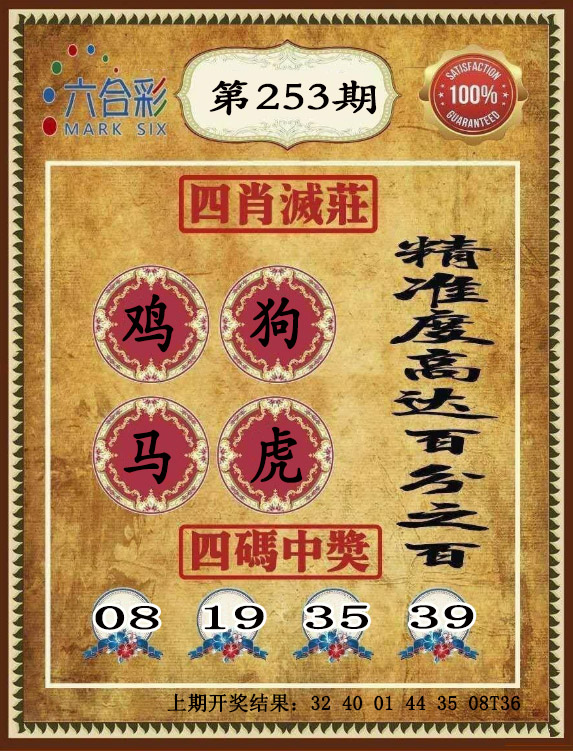 六合彩
MARK SIX
第253期
SATISFACTION
100%
GUARANTEED
四肖滅莊
鸡 狗
马 虎
精准度高达百分之百
四碼中獎
08 19 35 39
上期开奖结果：32 40 01 44 35 08T36